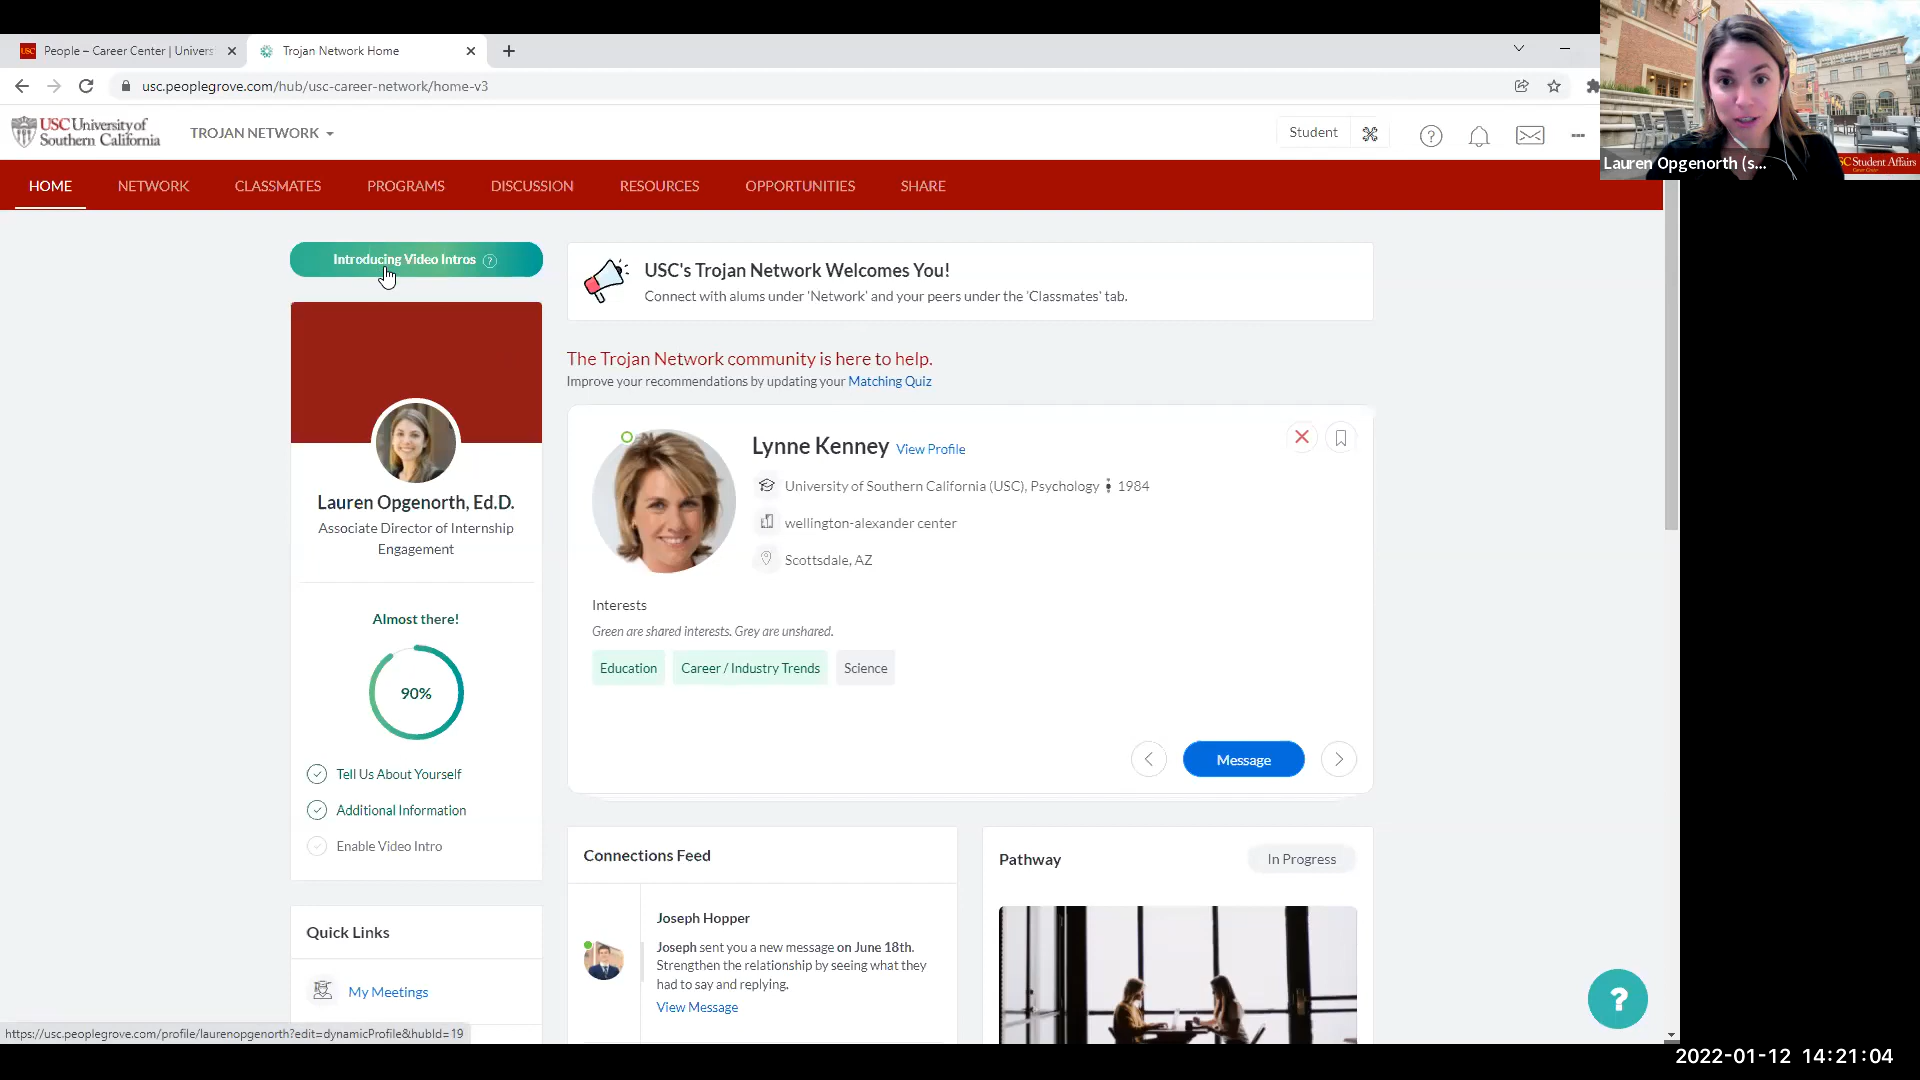 People – Career Center | Univers
Trojan Network Home
usc.peoplegrove.com/hub/usc-career-network/home-v3
USC University of
Southern California
TROJAN NETWORK
Student
Lauren Opgenorth (s...
USC Student Affairs
HOME
NETWORK
CLASSMATES
PROGRAMS
DISCUSSION
RESOURCES
OPPORTUNITIES
SHARE
Introducing Video Intros ?
USC's Trojan Network Welcomes You!
Connect with alums under 'Network' and your peers under the 'Classmates' tab.
Lauren Opgenorth, Ed.D.
Associate Director of Internship
Engagement
Almost there!
90%
Tell Us About Yourself
Additional Information
Enable Video Intro
Quick Links
My Meetings
The Trojan Network community is here to help.
Improve your recommendations by updating your Matching Quiz
Lynne Kenney View Profile
University of Southern California (USC), Psychology 1984
wellington-alexander center
Scottsdale, AZ
Interests
Green are shared interests. Grey are unshared.
Education
Career / Industry Trends
Science
Message
Connections Feed
Joseph Hopper
Joseph sent you a new message on June 18th.
Strengthen the relationship by seeing what they
had to say and replying.
View Message
Pathway
In Progress
?
https://usc.peoplegrove.com/profile/laurenopgenorth?edit=dynamicProfile&hubId=19
2022-01-12 14:21:04